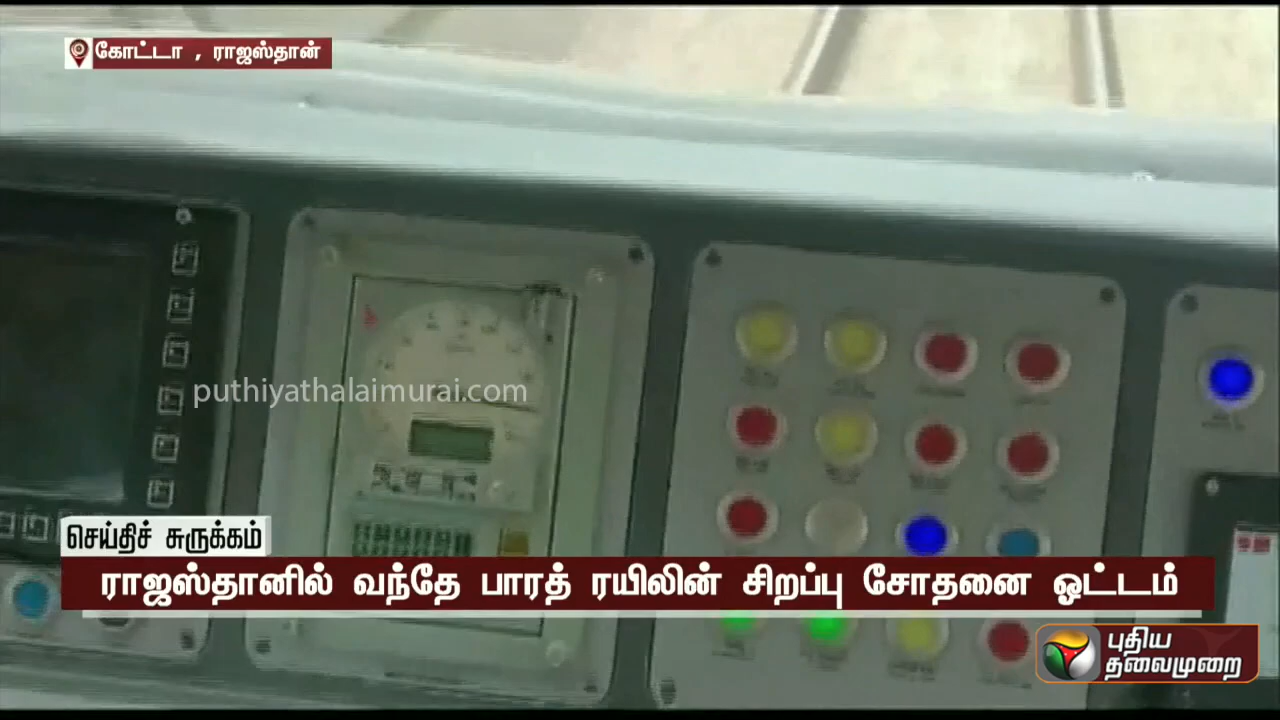 கோட்டா , ராஜஸ்தான்
puthiyathalaimurai.com
செய்திச் சுருக்கம்
ராஜஸ்தானில் வந்தே பாரத் ரயிலின் சிறப்பு சோதனை ஓட்டம்
புதிய
தலைமுறை